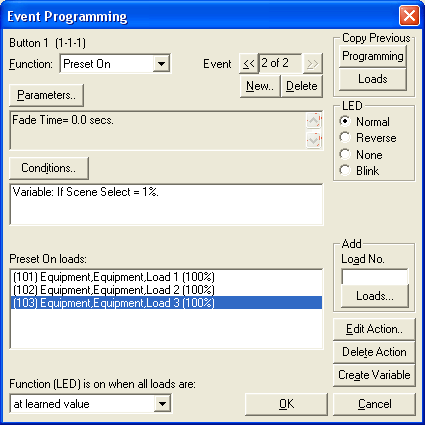 Event Programming
Button 1 (1-1-1)
Function: Preset On
Event << 2 of 2 >>
New.. Delete
Parameters..
Fade Time= 0.0 secs.
Conditions..
Variable: If Scene Select = 1%.
Preset On loads:
(101) Equipment,Equipment,Load 1 (100%)
(102) Equipment,Equipment,Load 2 (100%)
(103) Equipment,Equipment,Load 3 (100%)
Function (LED) is on when all loads are:
at learned value
Copy Previous
Programming
Loads
LED
Normal
Reverse
None
Blink
Add
Load No.
Loads...
Edit Action..
Delete Action
Create Variable
OK
Cancel